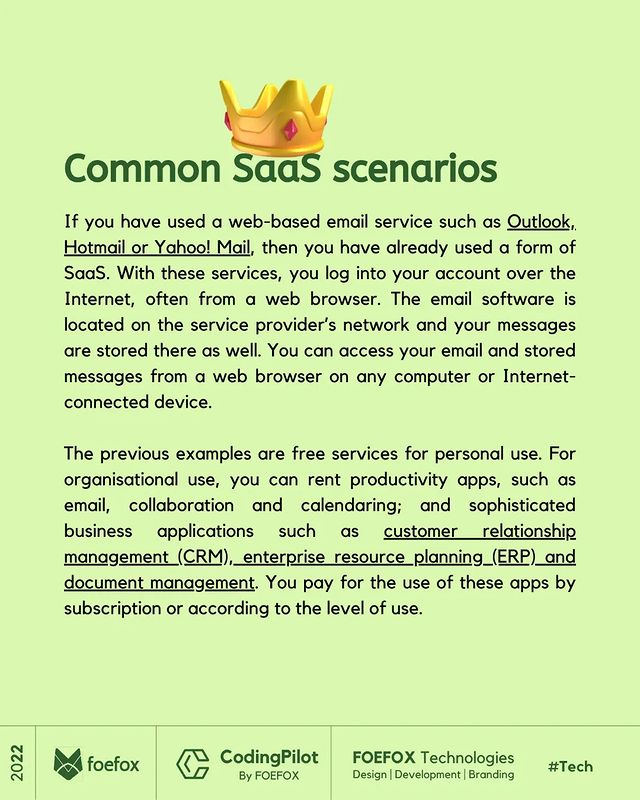 Common SaaS scenarios
If you have used a web-based email service such as Outlook,
Hotmail or Yahoo! Mail, then you have already used a form of
SaaS. With these services, you log into your account over the
Internet, often from a web browser. The email software is
located on the service provider's network and your messages
are stored there as well. You can access your email and stored
messages from a web browser on any computer or Internet-
connected device.
The previous examples are free services for personal use. For
organisational use, you can rent productivity apps, such as
email, collaboration and calendaring; and sophisticated
business applications such as customer relationship
management (CRM), enterprise resource planning (ERP) and
document management. You pay for the use of these apps by
subscription or according to the level of use.
2022
foefox
CodingPilot
By FOEFOX
FOEFOX Technologies
Design | Development | Branding
#Tech